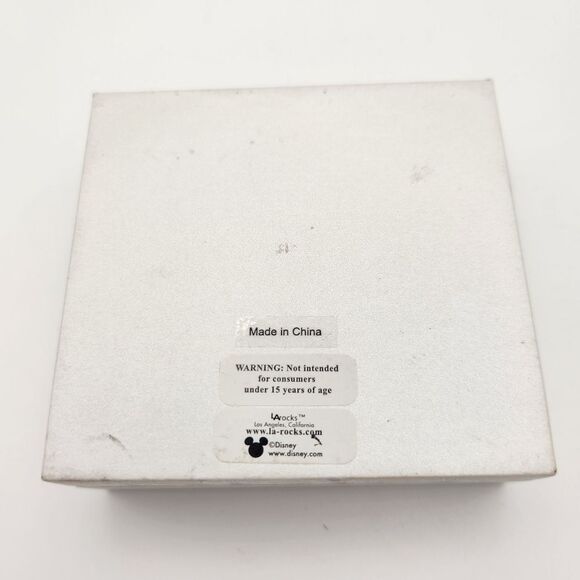 Made in China
WARNING: Not intended
for consumers
under 15 years of age
LArocks™
Los Angeles, California
www.la-rocks.com
©Disney
www.disney.com